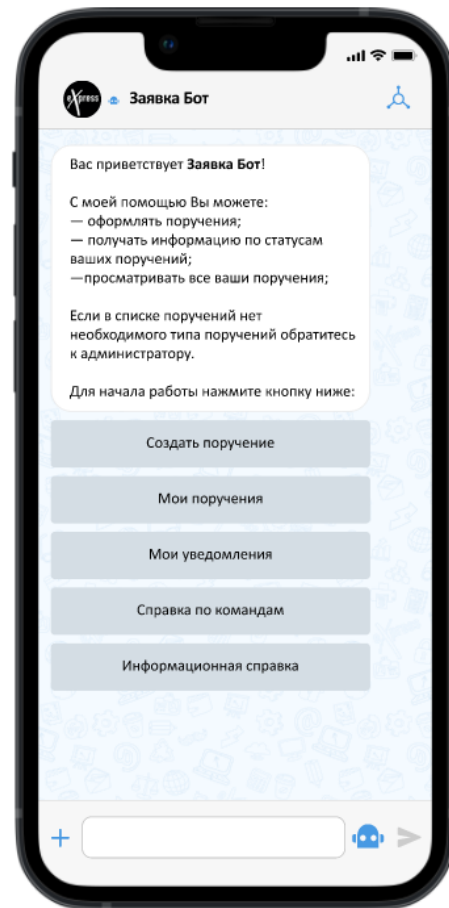 eXpress
Заявка Бот
Вас приветствует Заявка Бот!
С моей помощью Вы можете:
— оформлять поручения;
— получать информацию по статусам
ваших поручений;
—просматривать все ваши поручения;
Если в списке поручений нет
необходимого типа поручений обратитесь
к администратору.
Для начала работы нажмите кнопку ниже:
Создать поручение
Мои поручения
Мои уведомления
Справка по командам
Информационная справка